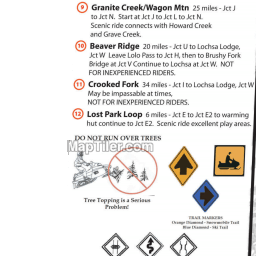 9 Granite Creek/Wagon Mtn 25 miles - Jct J
to Jct N. Start at Jct J to Jct L to Jct N.
Scenic ride connects with Howard Creek
and Grave Creek.
10 Beaver Ridge 20 miles - Jct U to Lochsa Lodge,
Jct W Leave Lolo Pass to Jct H, then to Brushy Fork
Bridge at Jct V Continue to Lochsa at Jct W. NOT
FOR INEXPERIENCED RIDERS.
11 Crooked Fork 34 miles - Jct I to Lochsa Lodge, Jct W
May be impassable at times,
NOT FOR INEXPERIENCED RIDERS.
12 Lost Park Loop 6 miles - Jct E to Jct E2 to warming
hut continue to Jct E2. Scenic ride excellent play areas.
DO NOT RUN OVER TREES
MapTiler.com
Tree Topping is a Serious
Problem!
TRAIL MARKERS
Orange Diamond - Snowmobile Trail
Blue Diamond - Ski Trail